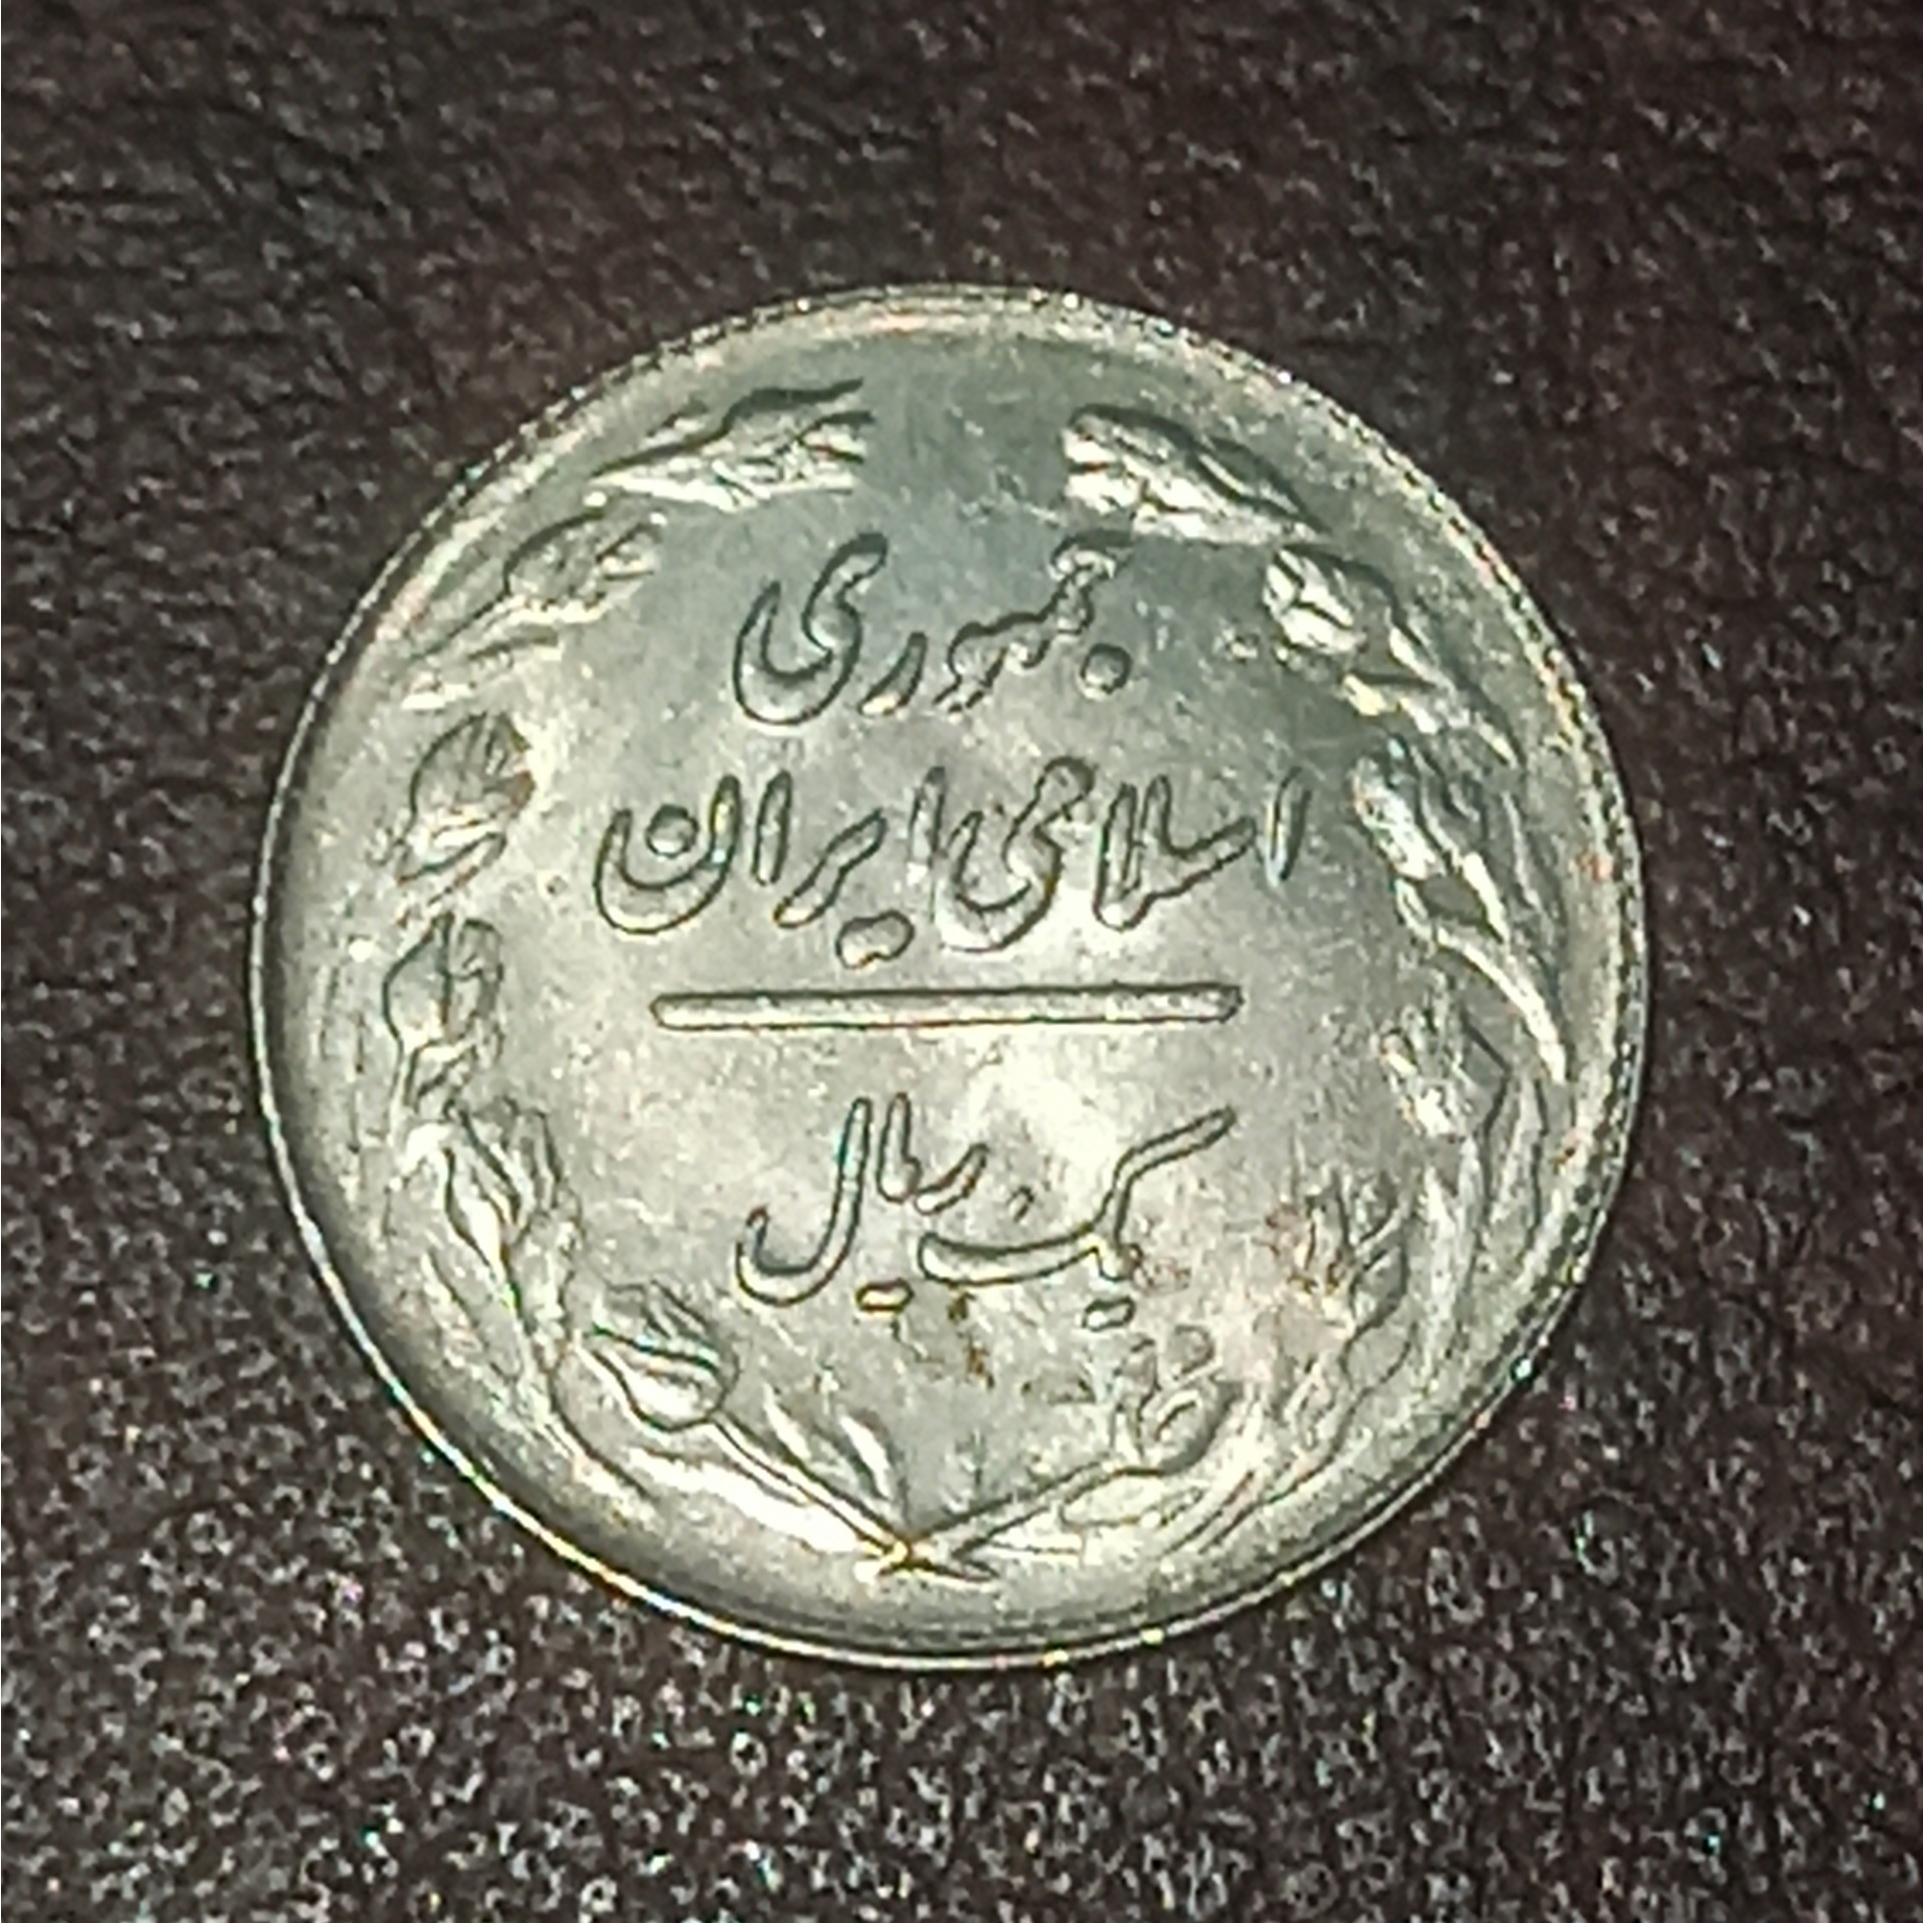 جمهوری
اسلامی ایران
یک ریال